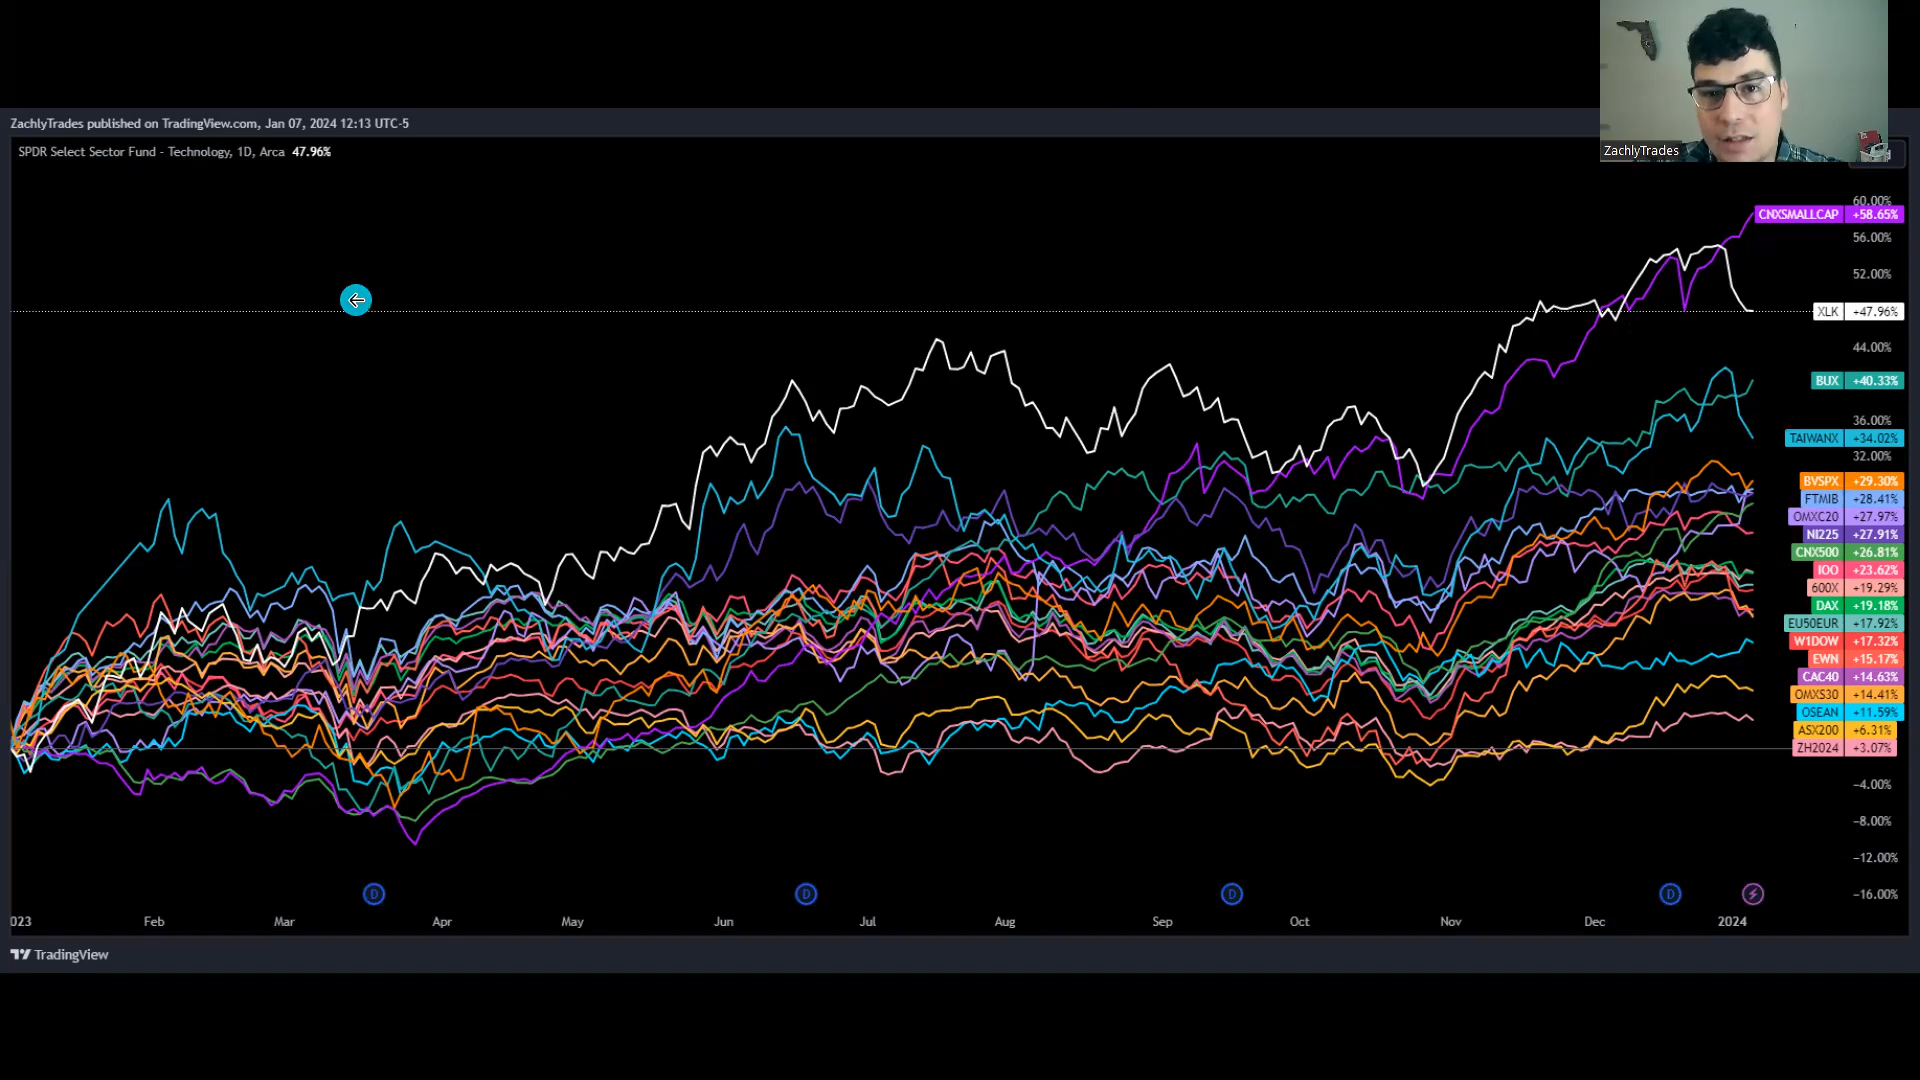 ZachlyTrades
ZachlyTrades published on TradingView.com, Jan 07, 2024 12:13 UTC-5
SPDR Select Sector Fund - Technology, 1D, Arca 47.96%
60.00%
CNXSMALLCAP +58.65%
56.00%
52.00%
XLK +47.96%
44.00%
BUX +40.33%
36.00%
TAIWANX +34.02%
32.00%
BVSPX +29.30%
FTMIB +28.41%
OMXC20 +27.97%
NI225 +27.91%
CNX500 +26.81%
IOO +23.62%
600X +19.29%
DAX +19.18%
EU50EUR +17.92%
W1DOW +17.32%
EWN +15.17%
CAC40 +14.63%
OMXS30 +14.41%
OSEAN +11.59%
ASX200 +6.31%
ZH2024 +3.07%
−4.00%
−8.00%
−12.00%
−16.00%
D D D D
023 Feb Mar Apr May Jun Jul Aug Sep Oct Nov Dec 2024
TradingView